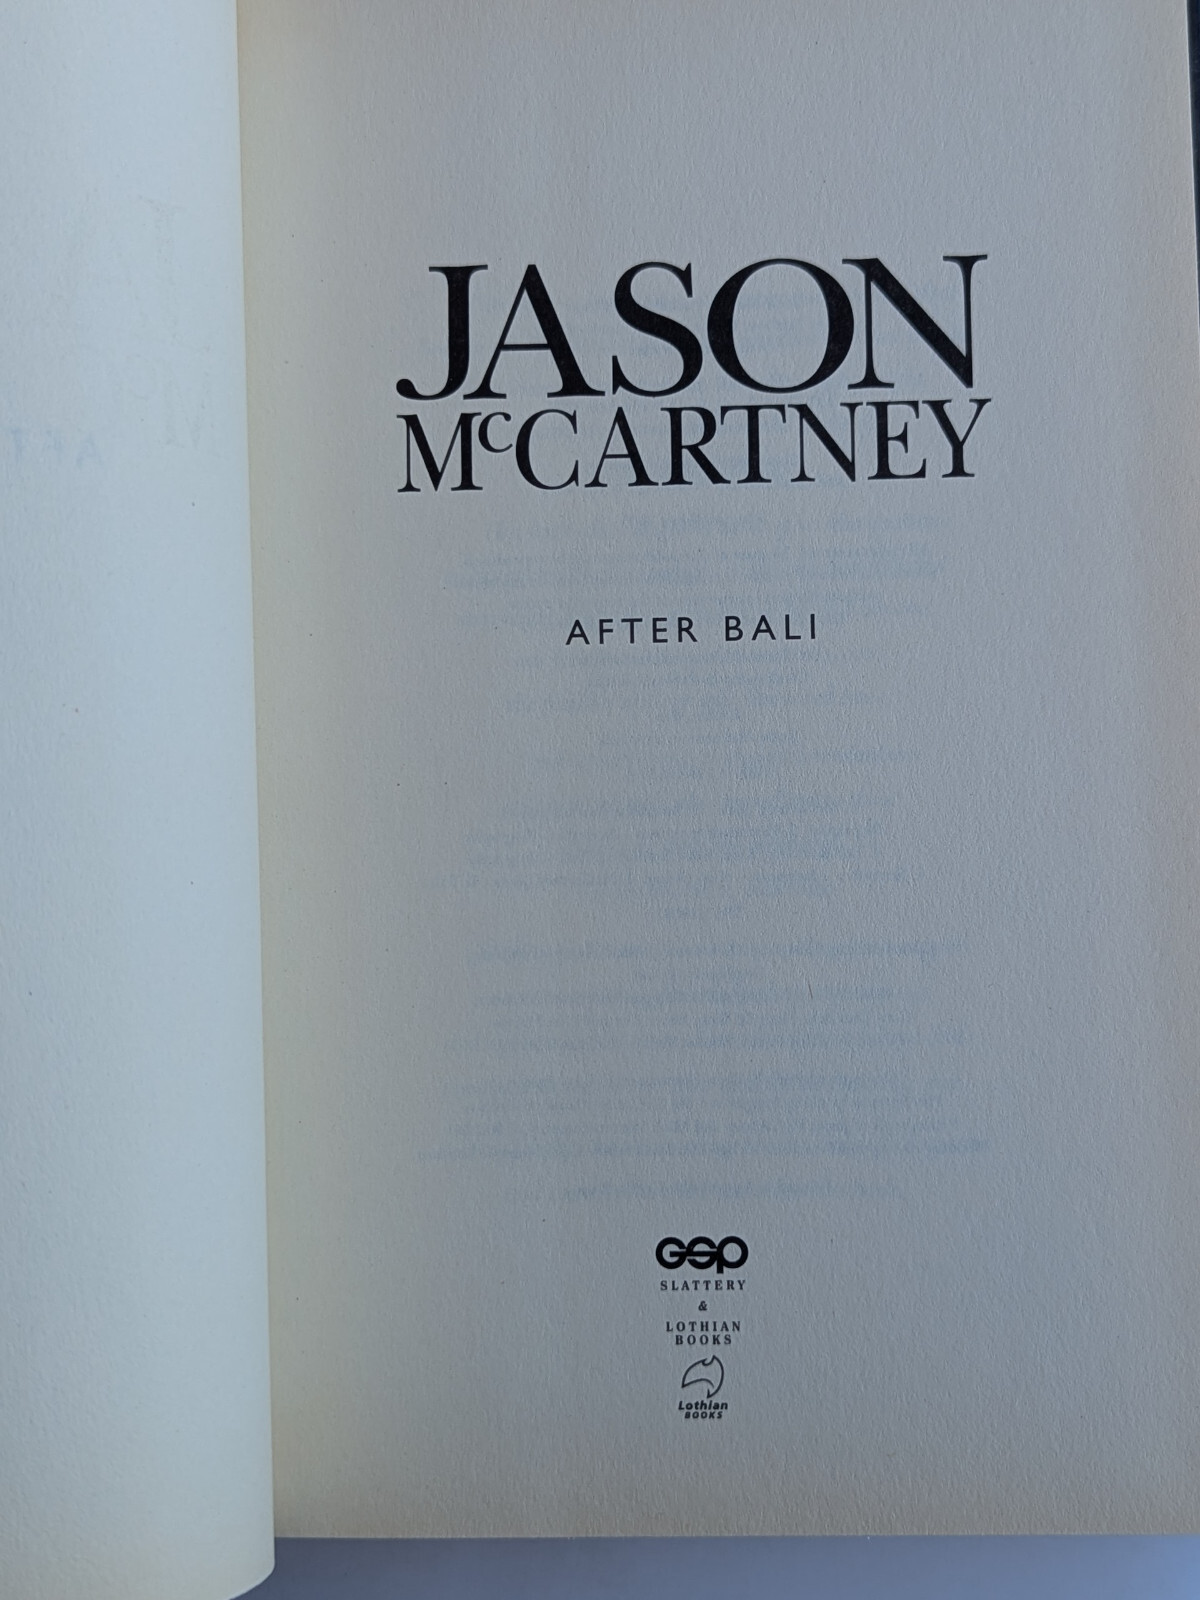 JASON
McCARTNEY
AFTER BALI
GSP
SLATTERY
&
LOTHIAN
BOOKS
Lothian
BOOKS